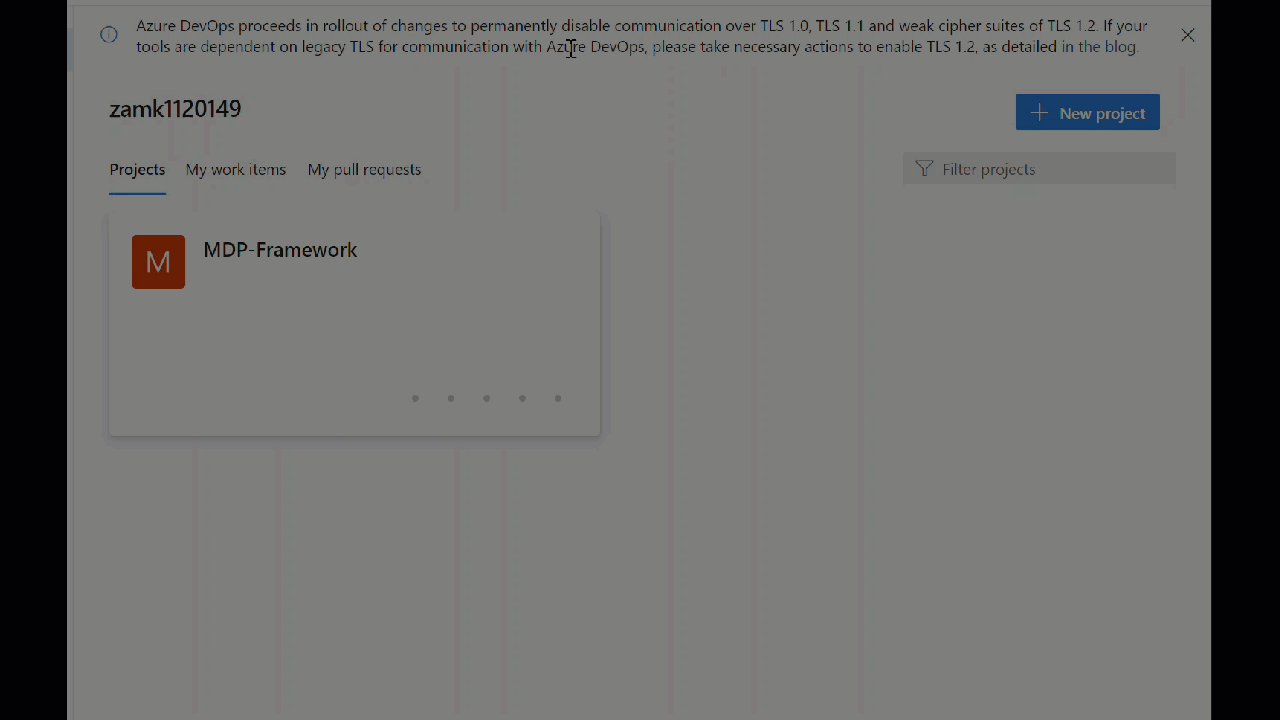 Azure DevOps proceeds in rollout of changes to permanently disable communication over TLS 1.0, TLS 1.1 and weak cipher suites of TLS 1.2. If your
tools are dependent on legacy TLS for communication with Azure DevOps, please take necessary actions to enable TLS 1.2, as detailed in the blog.
zamk1120149
New project
Projects My work items My pull requests
Filter projects
M
MDP-Framework